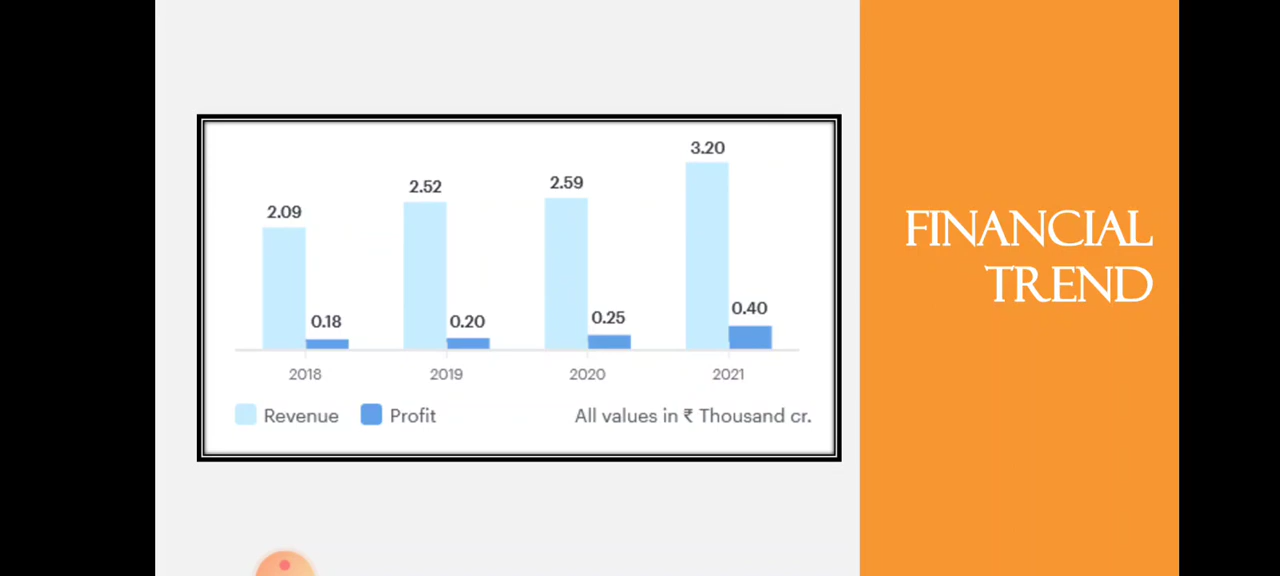 3.20
2.52
2.59
2.09
0.18
0.20
0.25
0.40
2018
2019
2020
2021
Revenue
Profit
All values in ₹ Thousand cr.
FINANCIAL
TREND